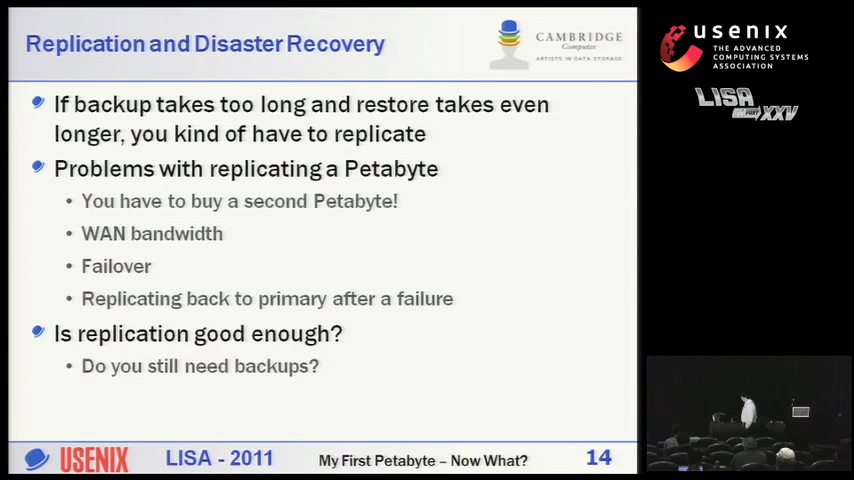 Replication and Disaster Recovery
CAMBRIDGE
Computer
ARTISTS IN DATA STORAGE
usenix
THE ADVANCED
COMPUTING SYSTEMS
ASSOCIATION
LISA
XXV
If backup takes too long and restore takes even
longer, you kind of have to replicate
Problems with replicating a Petabyte
• You have to buy a second Petabyte!
• WAN bandwidth
• Failover
• Replicating back to primary after a failure
Is replication good enough?
• Do you still need backups?
USENIX
LISA - 2011
My First Petabyte – Now What?
14